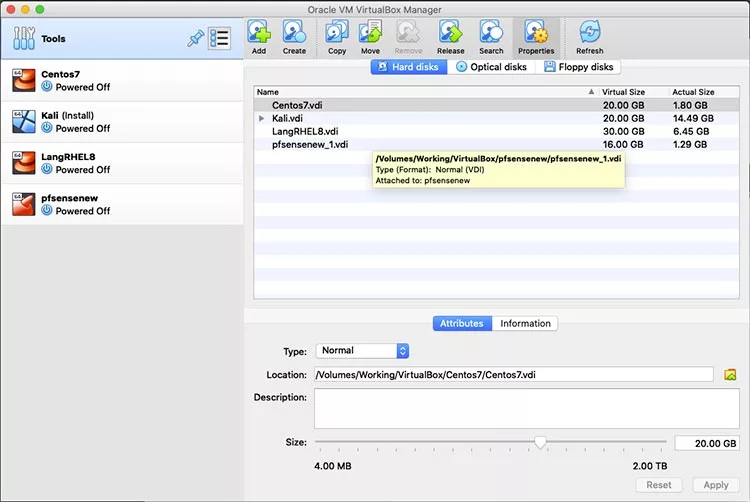 Oracle VM VirtualBox Manager
Tools
Add Create Copy Move Remove Release Search Properties Refresh
Hard disks Optical disks Floppy disks
Centos7
Powered Off
Kali (Install)
Powered Off
LangRHEL8
Powered Off
pfsensenew
Powered Off
Name Virtual Size Actual Size
Centos7.vdi 20.00 GB 1.80 GB
Kali.vdi 20.00 GB 14.49 GB
LangRHEL8.vdi 30.00 GB 6.45 GB
pfsensenew_1.vdi 16.00 GB 1.29 GB
/Volumes/Working/VirtualBox/pfsensenew/pfsensenew_1.vdi
Type (Format): Normal (VDI)
Attached to: pfsensenew
Attributes Information
Type: Normal
Location: /Volumes/Working/VirtualBox/Centos7/Centos7.vdi
Description:
Size: 20.00 GB
4.00 MB 2.00 TB
Reset Apply